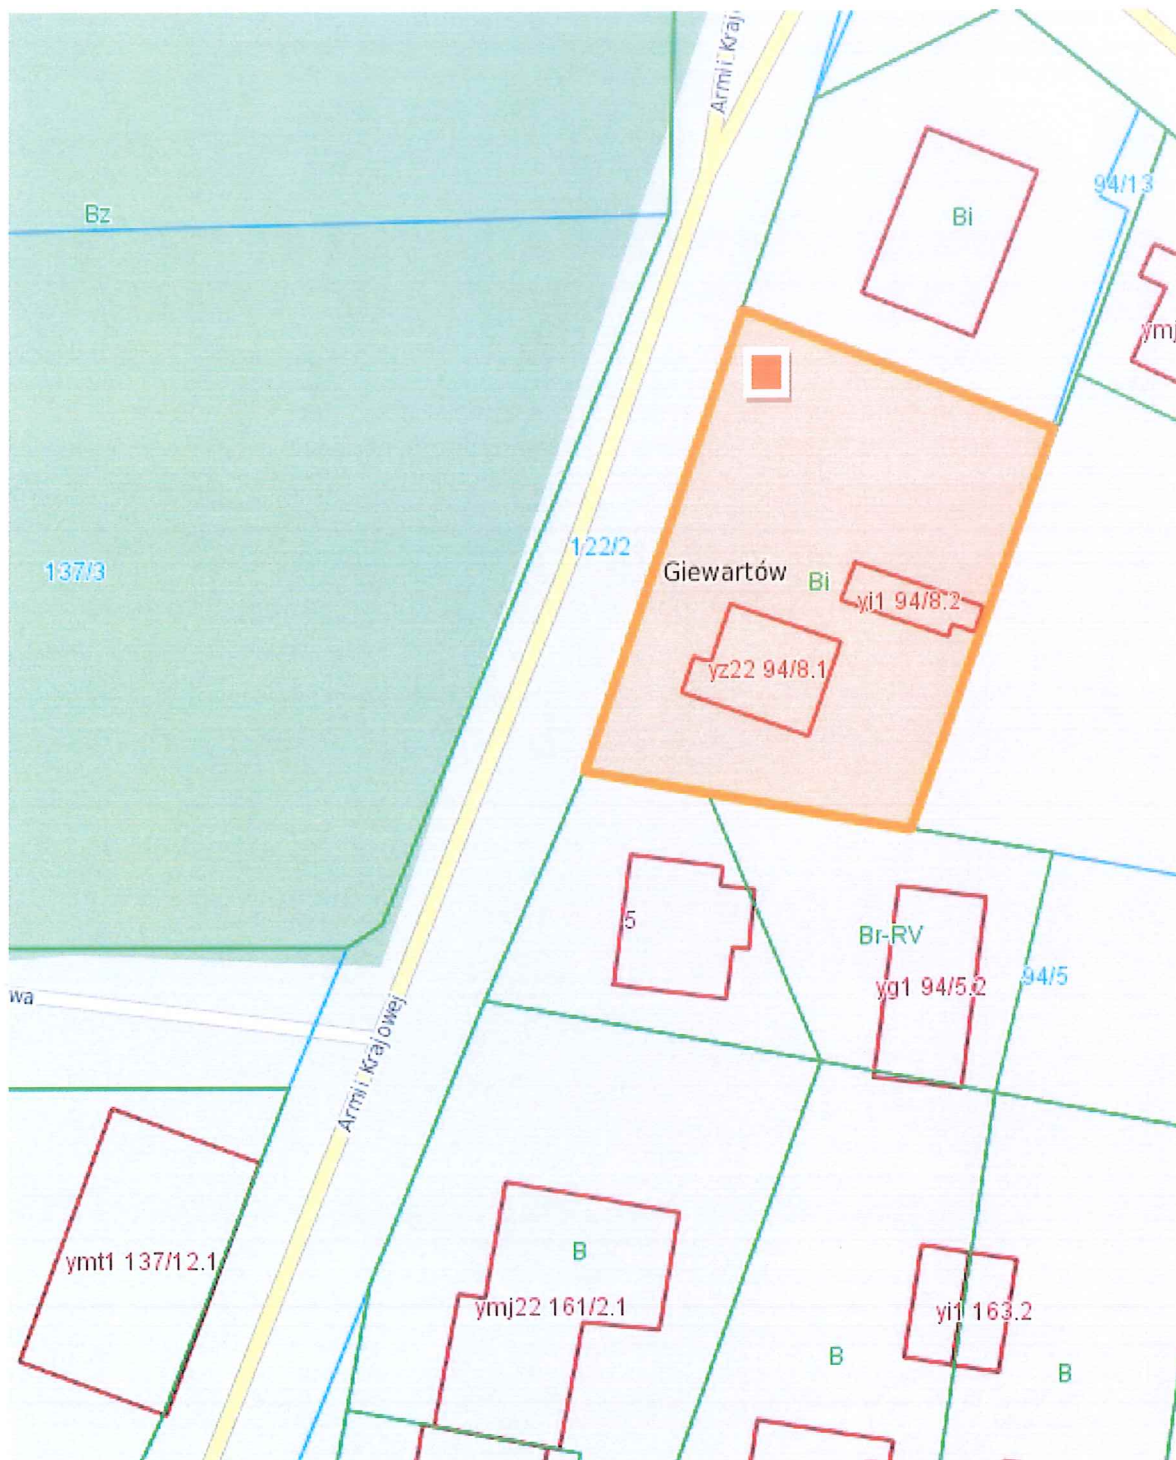 Armii Kraj
94/13
Bz
Bi
ymj
122/2
137/3
Giewartów
Bi
yi1 94/8.2
yz22 94/8.1
5
Br-RV
94/5
yg1 94/5.2
wa
Armii Krajowej
B
ymt1 137/12.1
ymj22 161/2.1
yi1 163.2
B
B